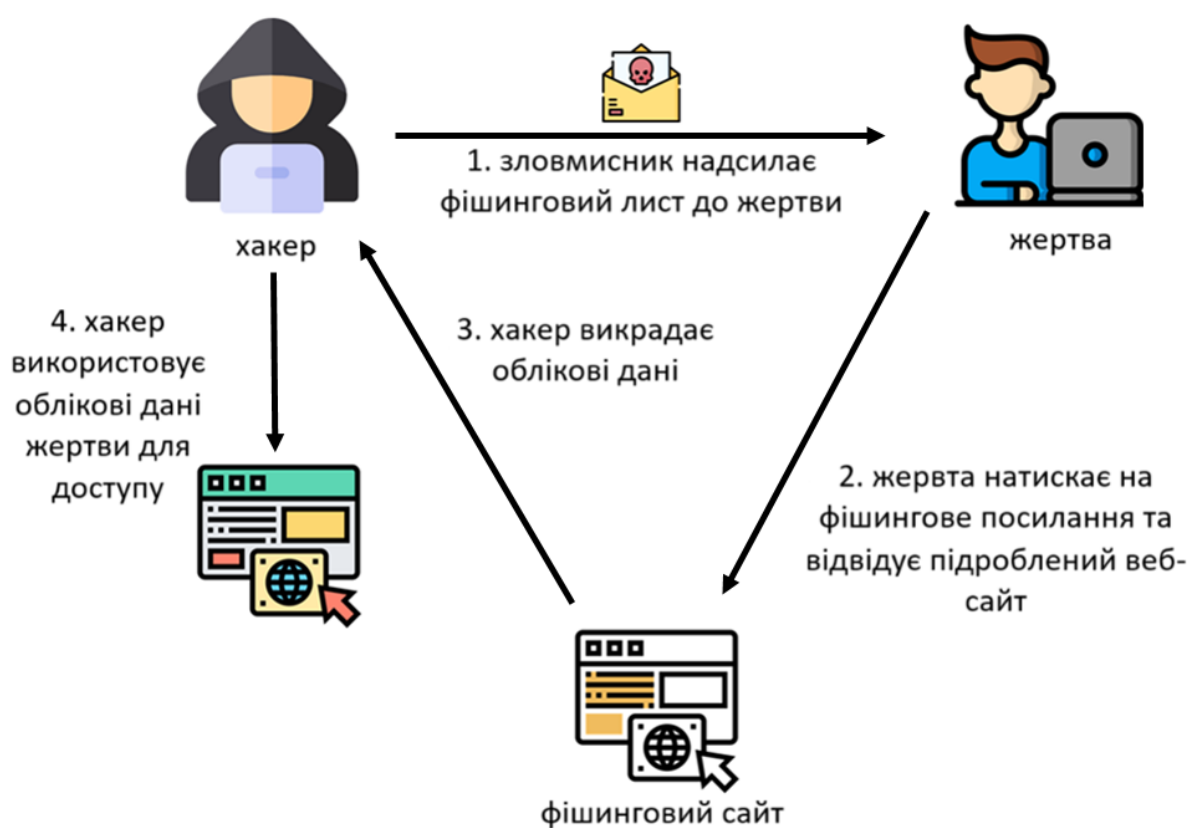 1. зловмисник надсилає
фішинговий лист до жертви
хакер
жертва
4. хакер
використовує
облікові дані
жертви для
доступу
3. хакер викрадає
облікові дані
2. жервта натискає на
фішингове посилання та
відвідує підроблений веб-
сайт
фішинговий сайт